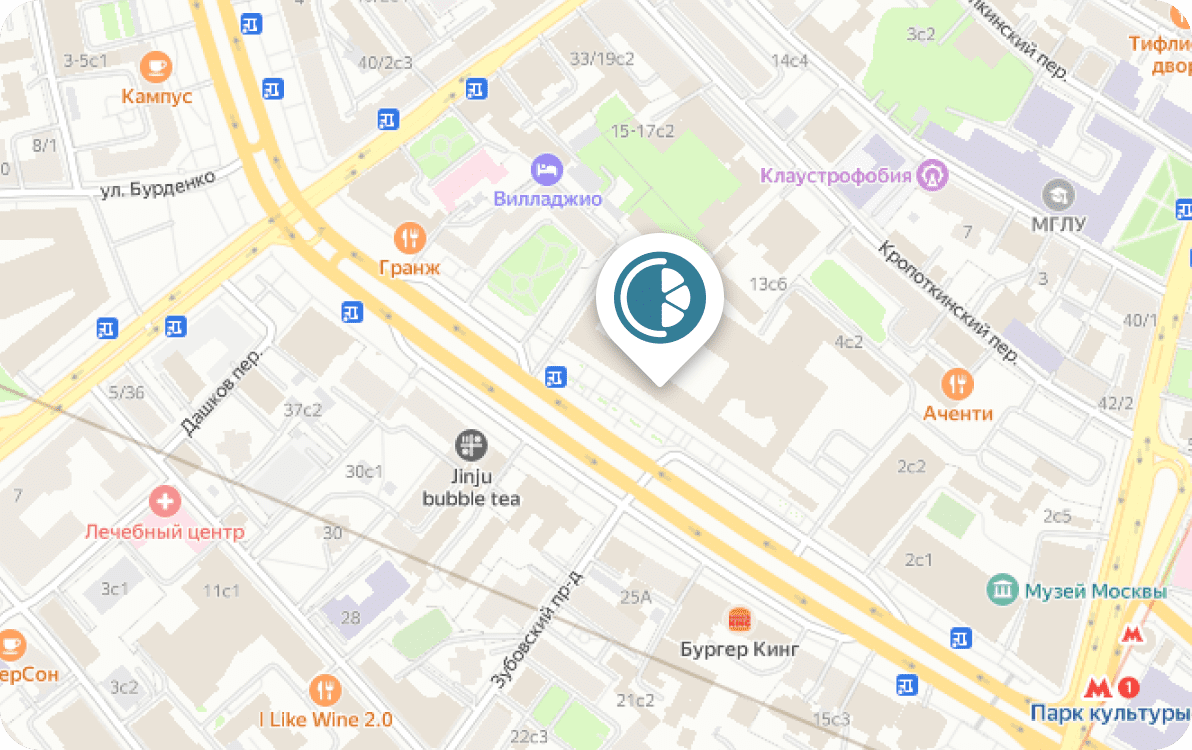 3-5с1
Кампус
40/2с3
33/19с2
14с4
3с2
Тифли
двор
8/1
15-17с2
ул. Бурденко
Вилладжио
Клаустрофобия
МГЛУ
Гранж
7
3
13с6
Кропоткинский пер.
40/1
4с2
Дашков пер.
5/36
37с2
Аченти
42/2
Jinju
bubble tea
30с1
2с2
7
Лечебный центр
30
2с5
2с1
3с1
11с1
28
25А
Музей Москвы
Зубовский пр-д
Бургер Кинг
ерСон
3с2
I Like Wine 2.0
21с2
15с3
1
Парк культуры
22с3